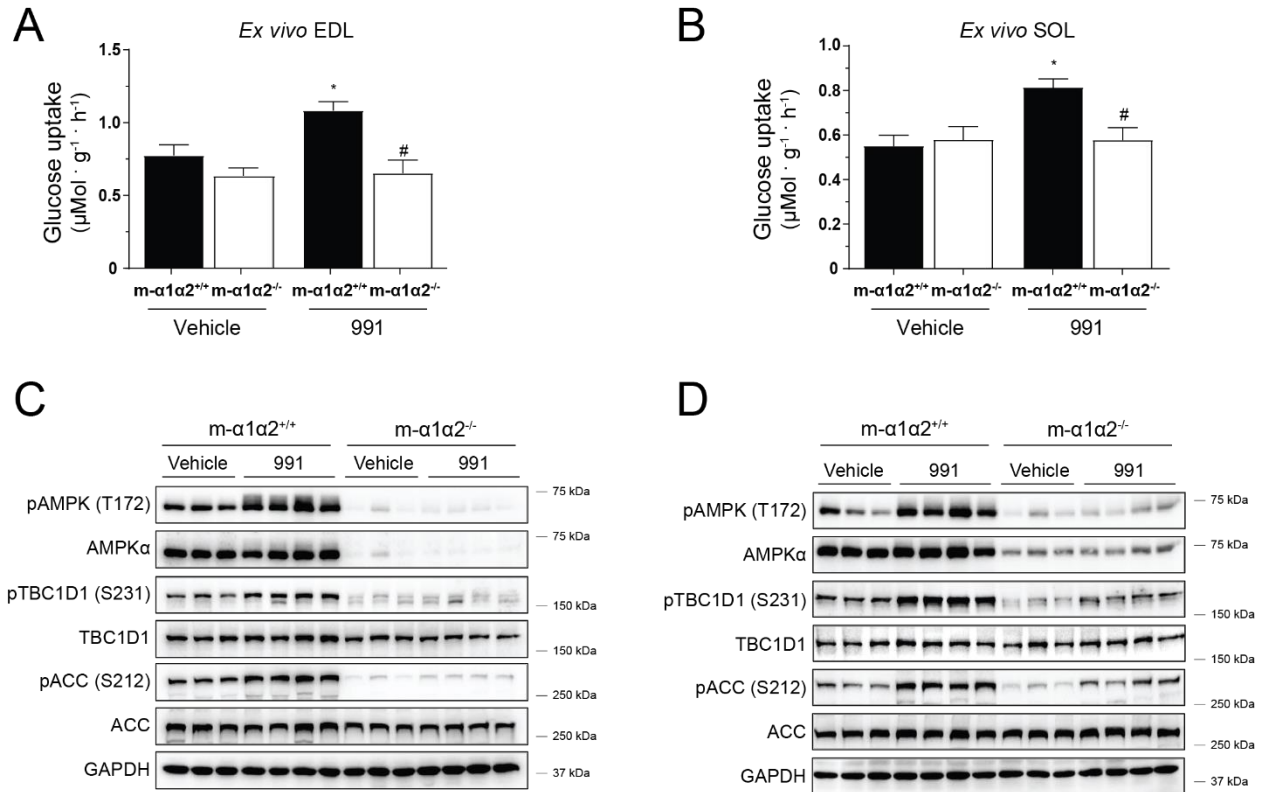 A
Ex vivo EDL
Glucose uptake
(µMol · g⁻¹ · h⁻¹)
1.5
1.0
0.5
0
*
#
m-α1α2⁺/⁺ m-α1α2⁻/⁻ m-α1α2⁺/⁺ m-α1α2⁻/⁻
Vehicle 991
B
Ex vivo SOL
Glucose uptake
(µMol · g⁻¹ · h⁻¹)
1.0
0.8
0.6
0.4
0.2
0
*
#
m-α1α2⁺/⁺ m-α1α2⁻/⁻ m-α1α2⁺/⁺ m-α1α2⁻/⁻
Vehicle 991
C
m-α1α2⁺/⁺ m-α1α2⁻/⁻
Vehicle 991 Vehicle 991
pAMPK (T172) 75 kDa
AMPKα 75 kDa
pTBC1D1 (S231) 150 kDa
TBC1D1 150 kDa
pACC (S212) 250 kDa
ACC 250 kDa
GAPDH 37 kDa
D
m-α1α2⁺/⁺ m-α1α2⁻/⁻
Vehicle 991 Vehicle 991
pAMPK (T172) 75 kDa
AMPKα 75 kDa
pTBC1D1 (S231) 150 kDa
TBC1D1 150 kDa
pACC (S212) 250 kDa
ACC 250 kDa
GAPDH 37 kDa